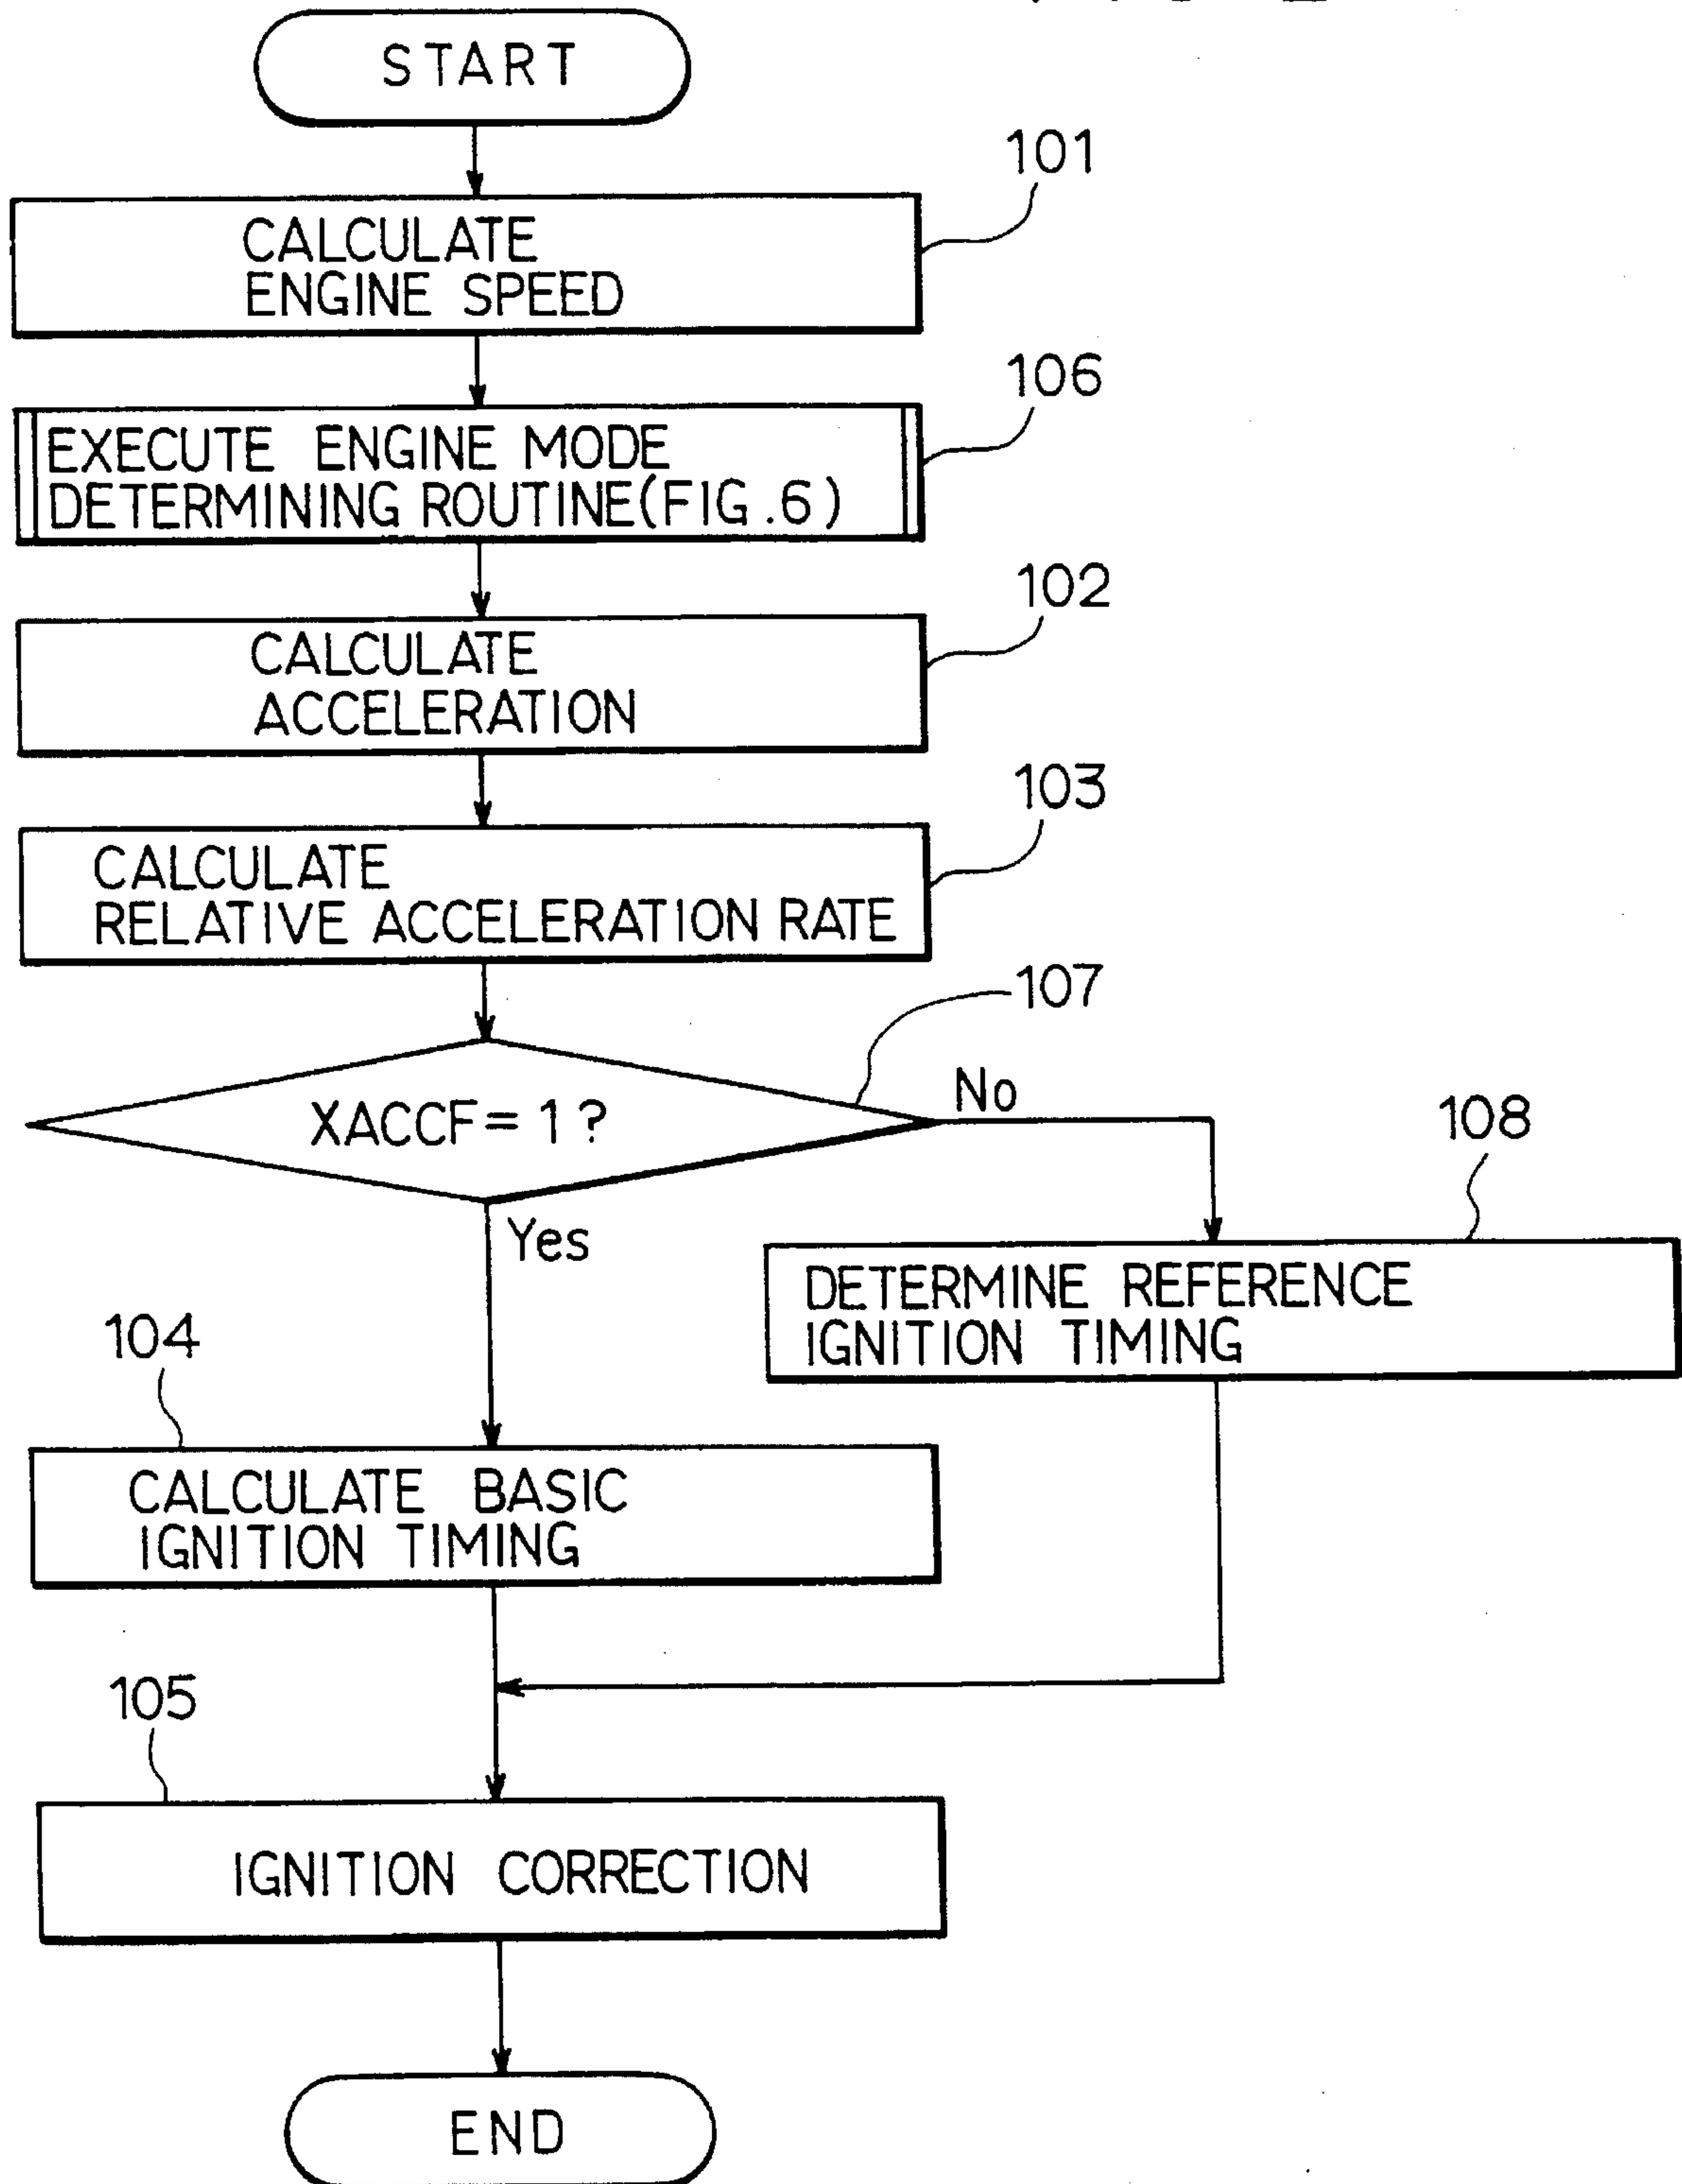 START
101
CALCULATE
ENGINE SPEED
106
EXECUTE ENGINE MODE
DETERMINING ROUTINE(FIG.6)
102
CALCULATE
ACCELERATION
103
CALCULATE
RELATIVE ACCELERATION RATE
107
XACCF=1?
No
Yes
108
DETERMINE REFERENCE
IGNITION TIMING
104
CALCULATE BASIC
IGNITION TIMING
105
IGNITION CORRECTION
END